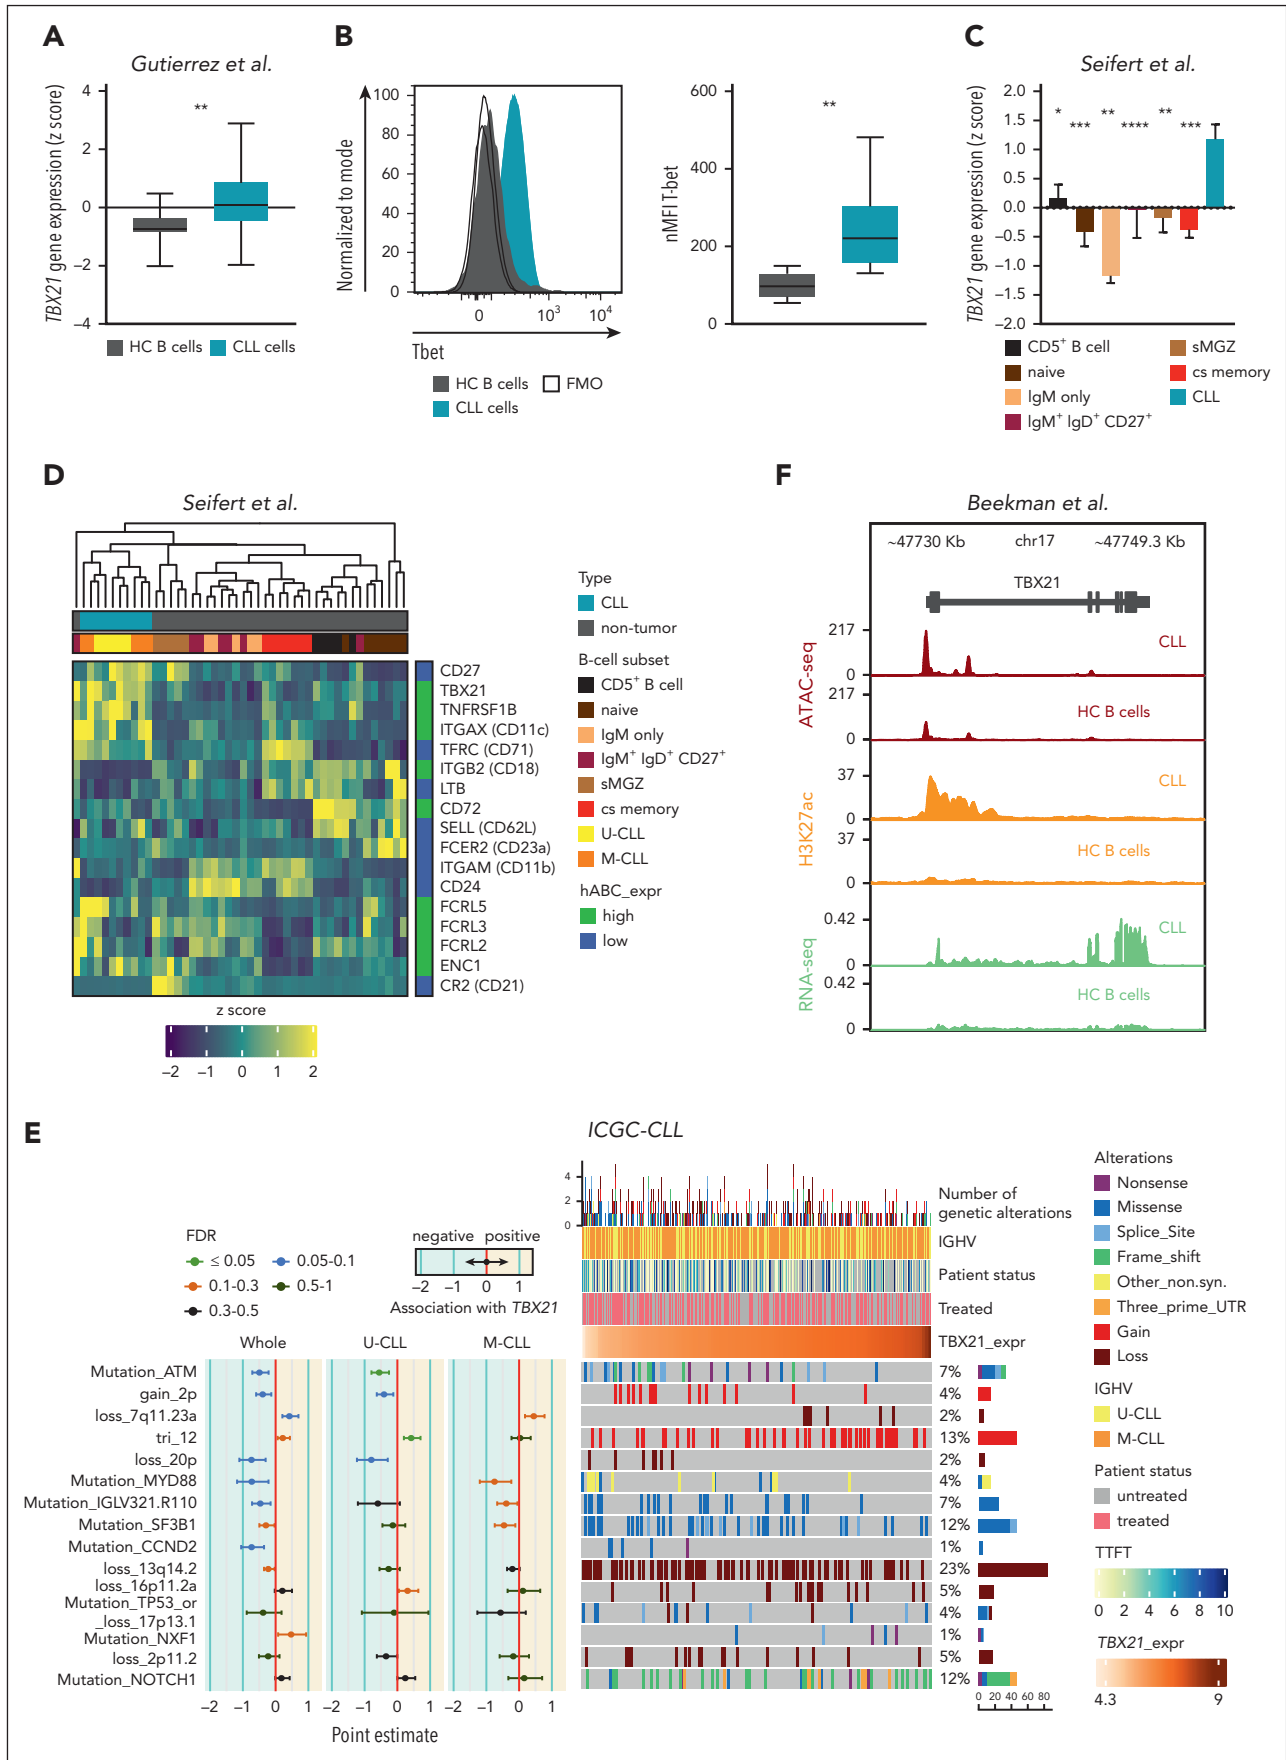 A
Gutierrez et al.
TBX21 gene expression (z score)
4
2
0
−2
−4
**
HC B cells
CLL cells
B
Normalized to mode
100
80
60
40
20
0
0
10³
10⁴
Tbet
HC B cells
FMO
CLL cells
nMFI T-bet
600
400
200
0
**
C
Seifert et al.
TBX21 gene expression (z score)
2.0
1.5
1.0
0.5
0.0
−0.5
−1.0
−1.5
−2.0
*
***
**
****
**
***
CD5⁺ B cell
naive
IgM only
IgM⁺ IgD⁺ CD27⁺
sMGZ
cs memory
CLL
D
Seifert et al.
CD27
TBX21
TNFRSF1B
ITGAX (CD11c)
TFRC (CD71)
ITGB2 (CD18)
LTB
CD72
SELL (CD62L)
FCER2 (CD23a)
ITGAM (CD11b)
CD24
FCRL5
FCRL3
FCRL2
ENC1
CR2 (CD21)
z score
−2 −1 0 1 2
Type
CLL
non-tumor
B-cell subset
CD5⁺ B cell
naive
IgM only
IgM⁺ IgD⁺ CD27⁺
sMGZ
cs memory
U-CLL
M-CLL
hABC_expr
high
low
F
Beekman et al.
~47730 Kb chr17 ~47749.3 Kb
TBX21
ATAC-seq
217
CLL
0
217
HC B cells
0
H3K27ac
37
CLL
0
37
HC B cells
0
RNA-seq
0.42
CLL
0
0.42
HC B cells
0
E
ICGC-CLL
FDR
≤ 0.05
0.05-0.1
0.1-0.3
0.5-1
0.3-0.5
negative positive
−2 −1 0 1
Association with TBX21
4
2
0
Number of
genetic alterations
IGHV
Patient status
Treated
TBX21_expr
Whole U-CLL M-CLL
Mutation_ATM 7%
gain_2p 4%
loss_7q11.23a 2%
tri_12 13%
loss_20p 2%
Mutation_MYD88 4%
Mutation_IGLV321.R110 7%
Mutation_SF3B1 12%
Mutation_CCND2 1%
loss_13q14.2 23%
loss_16p11.2a 5%
Mutation_TP53_or
_loss_17p13.1 4%
Mutation_NXF1 1%
loss_2p11.2 5%
Mutation_NOTCH1 12%
−2 −1 0 1 −2 −1 0 1 −2 −1 0 1
Point estimate
0 20 40 60 80
Alterations
Nonsense
Missense
Splice_Site
Frame_shift
Other_non.syn.
Three_prime_UTR
Gain
Loss
IGHV
U-CLL
M-CLL
Patient status
untreated
treated
TTFT
0 2 4 6 8 10
TBX21_expr
4.3 9